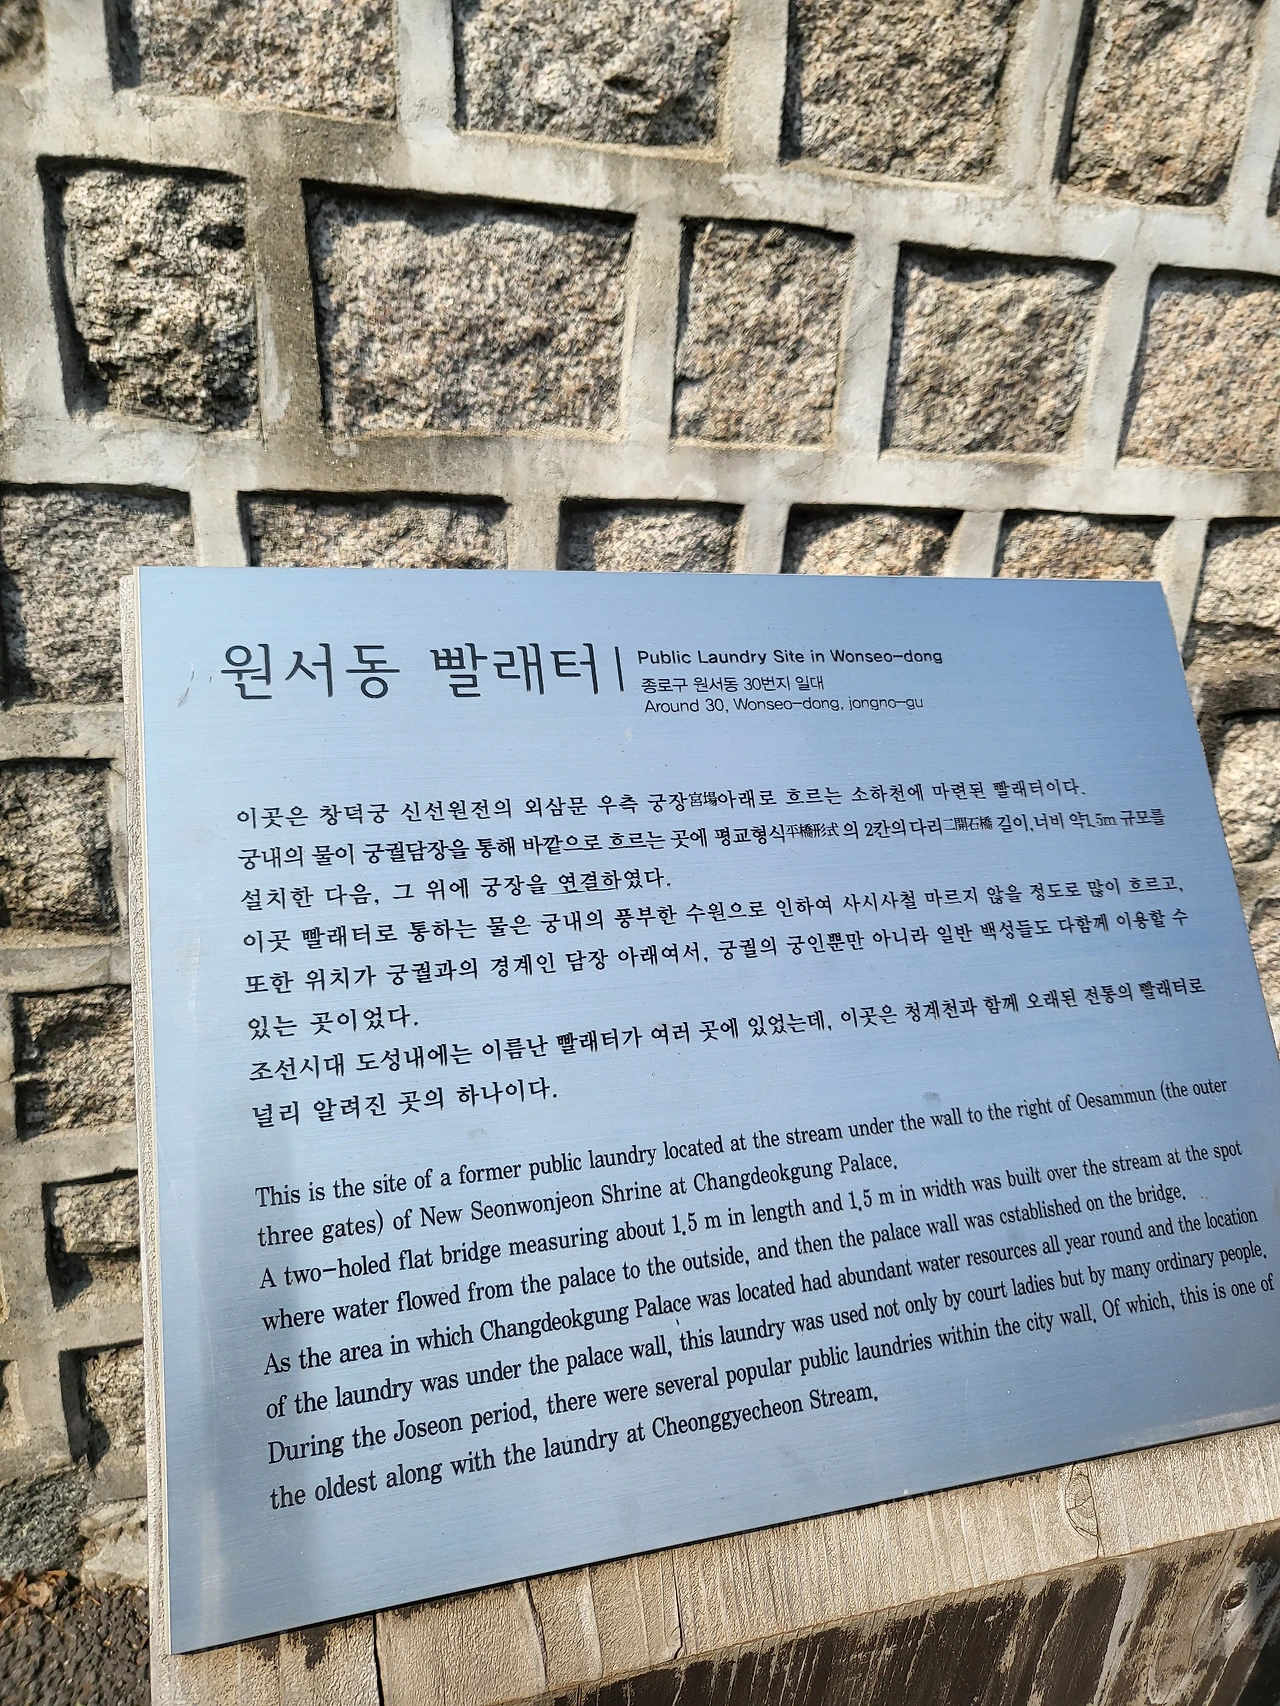 원서동 빨래터
Public Laundry Site in Wonseo-dong
종로구 원서동 30번지 일대
Around 30, Wonseo-dong, jongno-gu
이곳은 창덕궁 신선원전의 외삼문 우측 궁장宮場아래로 흐르는 소하천에 마련된 빨래터이다.
궁내의 물이 궁궐담장을 통해 바깥으로 흐르는 곳에 평교형식平橋形式의 2칸의다리二開石橋 길이,너비 약1.5m 규모를
설치한 다음, 그 위에 궁장을 연결하였다.
이곳 빨래터로 통하는 물은 궁내의 풍부한 수원으로 인하여 사시사철 마르지 않을 정도로 많이 흐르고,
또한 위치가 궁궐과의 경계인 담장 아래여서, 궁궐의 궁인뿐만 아니라 일반 백성들도 다함께 이용할 수
있는 곳이었다.
조선시대 도성내에는 이름난 빨래터가 여러 곳에 있었는데, 이곳은 청계천과 함께 오래된 전통의 빨래터로
널리 알려진 곳의 하나이다.
This is the site of a former public laundry located at the stream under the wall to the right of Oesammun (the outer
three gates) of New Seonwonjeon Shrine at Changdeokgung Palace.
A two-holed flat bridge measuring about 1.5 m in length and 1.5 m in width was built over the stream at the spot
where water flowed from the palace to the outside, and then the palace wall was cstablished on the bridge.
As the area in which Changdeokgung Palace was located had abundant water resources all year round and the location
of the laundry was under the palace wall, this laundry was used not only by court ladies but by many ordinary people.
During the Joseon period, there were several popular public laundries within the city wall. Of which, this is one of
the oldest along with the laundry at Cheonggyecheon Stream.